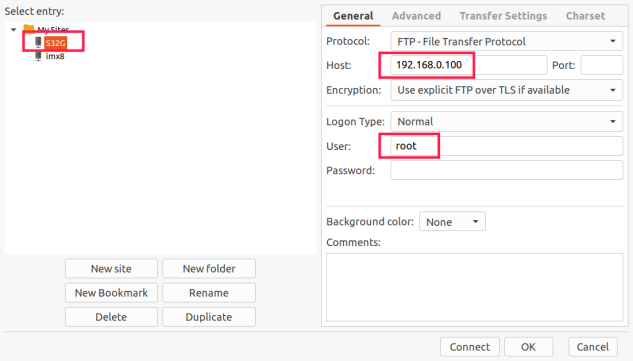 Select entry:
My Sites
S32G
imx8
New site
New folder
New Bookmark
Rename
Delete
Duplicate
General
Advanced
Transfer Settings
Charset
Protocol:
FTP - File Transfer Protocol
Host:
192.168.0.100
Port:
Encryption:
Use explicit FTP over TLS if available
Logon Type:
Normal
User:
root
Password:
Background color:
None
Comments:
Connect
OK
Cancel